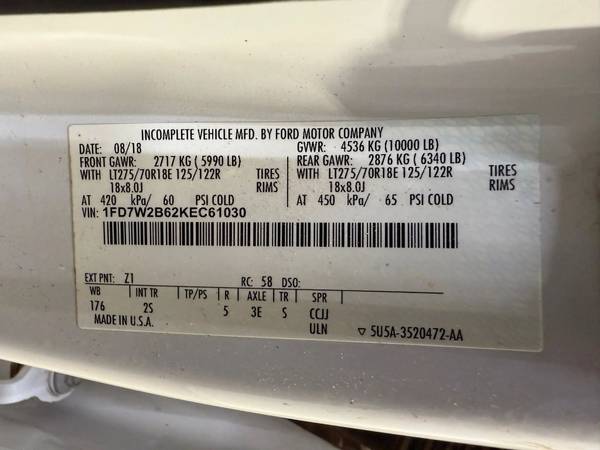 INCOMPLETE VEHICLE MFD. BY FORD MOTOR COMPANY
DATE: 08/18 GVWR: 4536 KG (10000 LB)
FRONT GAWR: 2717 KG ( 5990 LB) REAR GAWR: 2876 KG ( 6340 LB)
WITH LT275/70R18E 125/122R TIRES WITH LT275/70R18E 125/122R TIRES
18x8.0J RIMS 18x8.0J RIMS
AT 420 kPa/ 60 PSI COLD AT 450 kPa/ 65 PSI COLD
VIN: 1FD7W2B62KEC61030
EXT PNT: Z1 RC: 58 DSO:
WB INT TR TP/PS R AXLE TR SPR
176 2S 5 3E S CCJJ
MADE IN U.S.A. ULN ▽ 5U5A-3520472-AA